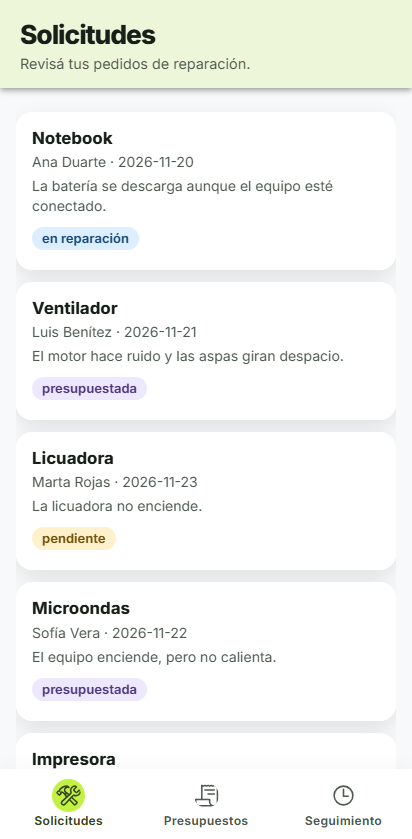 Solicitudes
Revisá tus pedidos de reparación.
Notebook
Ana Duarte · 2026-11-20
La batería se descarga aunque el equipo esté
conectado.
en reparación
Ventilador
Luis Benítez · 2026-11-21
El motor hace ruido y las aspas giran despacio.
presupuestada
Licuadora
Marta Rojas · 2026-11-23
La licuadora no enciende.
pendiente
Microondas
Sofía Vera · 2026-11-22
El equipo enciende, pero no calienta.
presupuestada
Impresora
Solicitudes
Presupuestos
Seguimiento